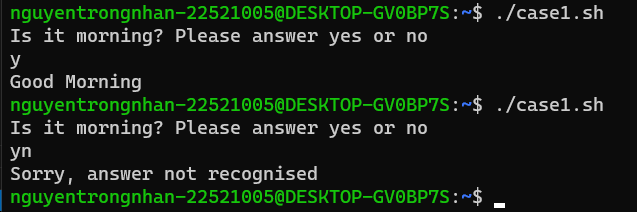 nguyentrongnhan-22521005@DESKTOP-GV0BP7S:~$ ./case1.sh
Is it morning? Please answer yes or no
y
Good Morning
nguyentrongnhan-22521005@DESKTOP-GV0BP7S:~$ ./case1.sh
Is it morning? Please answer yes or no
yn
Sorry, answer not recognised
nguyentrongnhan-22521005@DESKTOP-GV0BP7S:~$